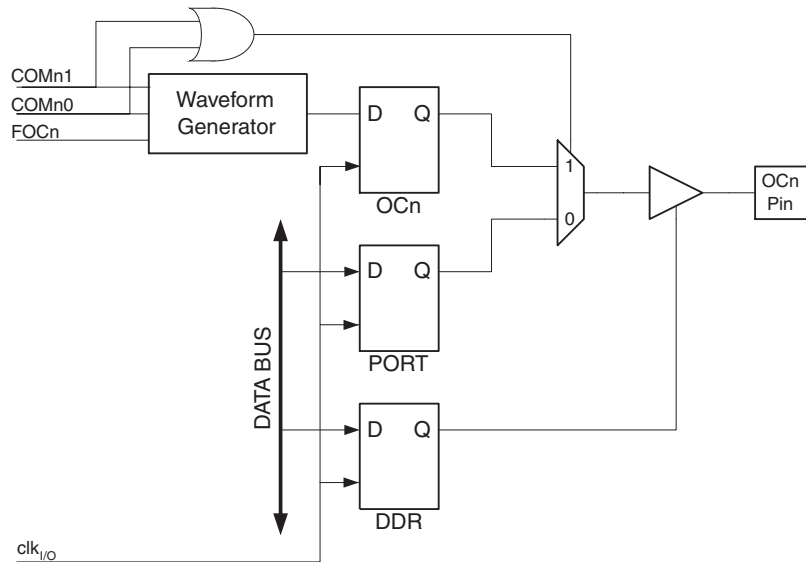 COMn1
COMn0
FOCn
Waveform
Generator
D Q
OCn
1
0
OCn
Pin
D Q
PORT
DATA BUS
D Q
DDR
clkI/O